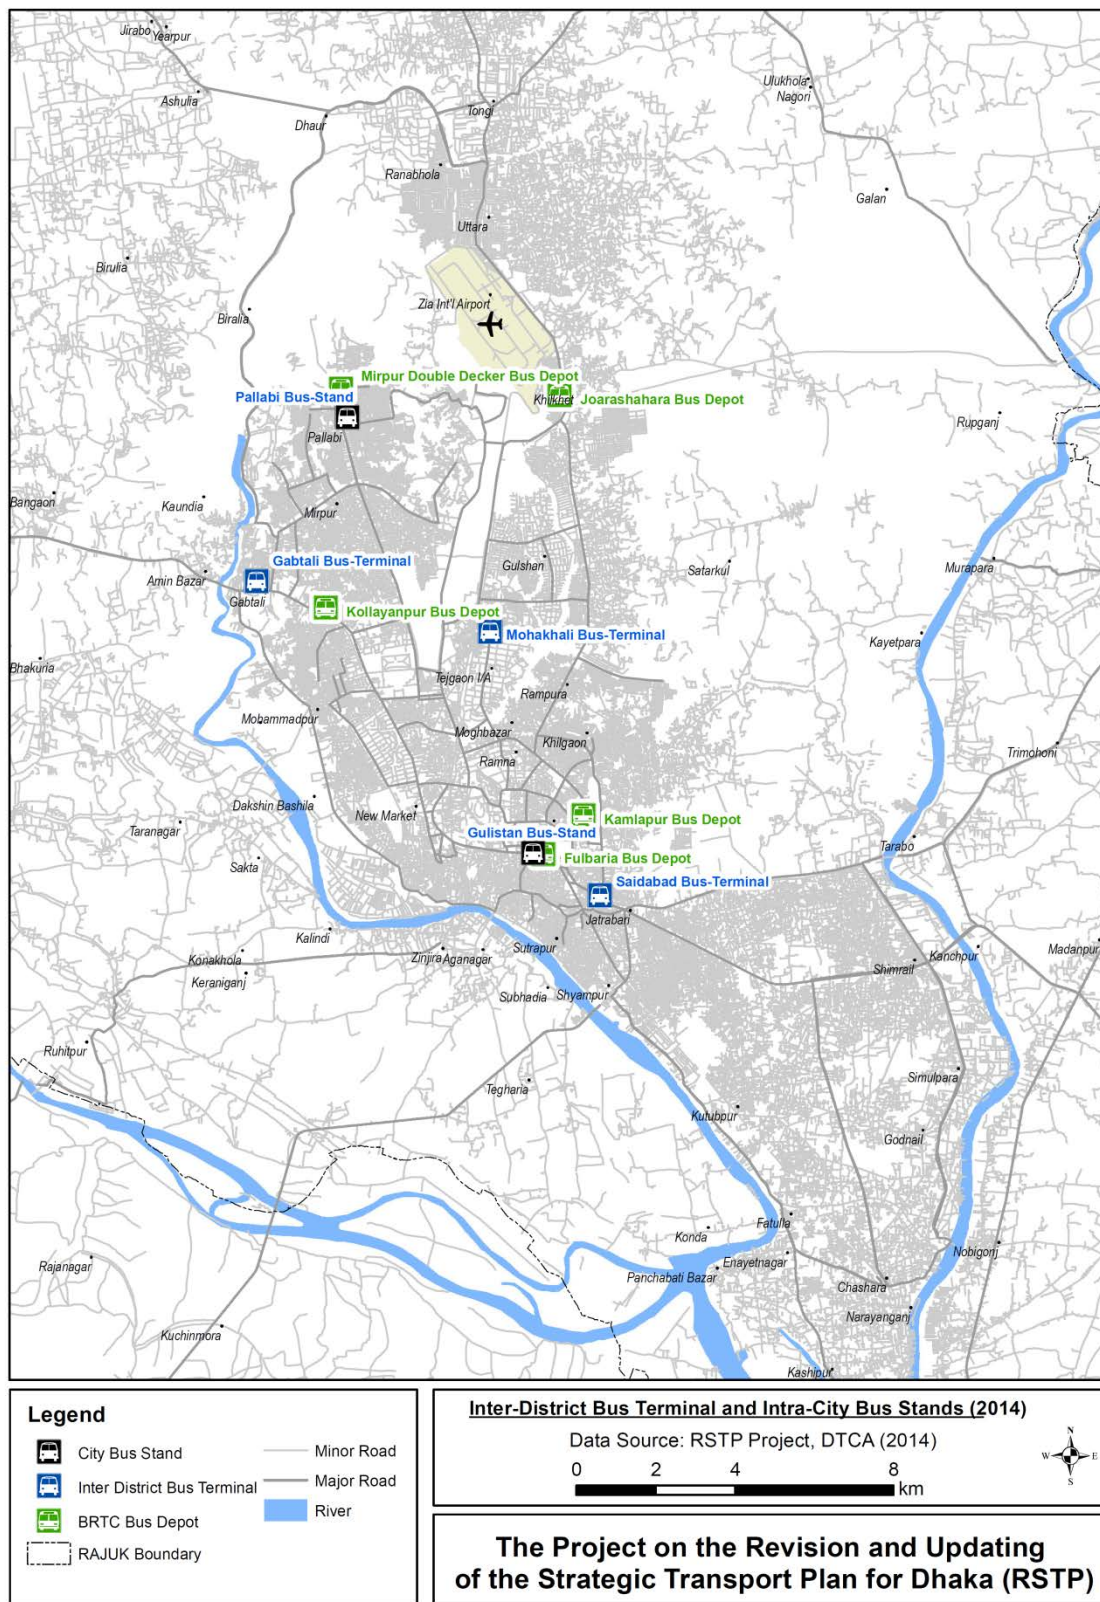 Jirabo
Yearpur
Ashulia
Dhaur
Tongi
Ulukhola
Nagori
Ranabhola
Galan
Uttara
Birulia
Zia Int'l Airport
Biralia
Mirpur Double Decker Bus Depot
Pallabi Bus-Stand
Khilkhet
Joarashahara Bus Depot
Pallabi
Rupganj
Bangaon
Kaundia
Mirpur
Gabtali Bus-Terminal
Gulshan
Satarkul
Murapara
Amin Bazar
Gabtali
Kollayanpur Bus Depot
Mohakhali Bus-Terminal
Kayetpara
Bhakuria
Tejgaon I/A
Rampura
Mohammadpur
Moghbazar
Khilgaon
Ramna
Trimohoni
Dakshin Bashila
New Market
Taranagar
Kamlapur Bus Depot
Gulistan Bus-Stand
Tarabo
Sakta
Fulbaria Bus Depot
Saidabad Bus-Terminal
Jatrabari
Kalindi
Konakhola
Zinjira
Aganagar
Sutrapur
Kanchpur
Madanpur
Shimrail
Keraniganj
Subhadia
Shyampur
Ruhitpur
Simulpara
Tegharia
Kutubpur
Godnail
Fatulla
Konda
Enayetnagar
Nobigonj
Rajanagar
Panchabati Bazar
Chashara
Narayanganj
Kuchinmora
Kashipur
Legend
City Bus Stand
Inter District Bus Terminal
BRTC Bus Depot
RAJUK Boundary
Minor Road
Major Road
River
Inter-District Bus Terminal and Intra-City Bus Stands (2014)
Data Source: RSTP Project, DTCA (2014)
0 2 4 8
km
N
W E
S
The Project on the Revision and Updating
of the Strategic Transport Plan for Dhaka (RSTP)